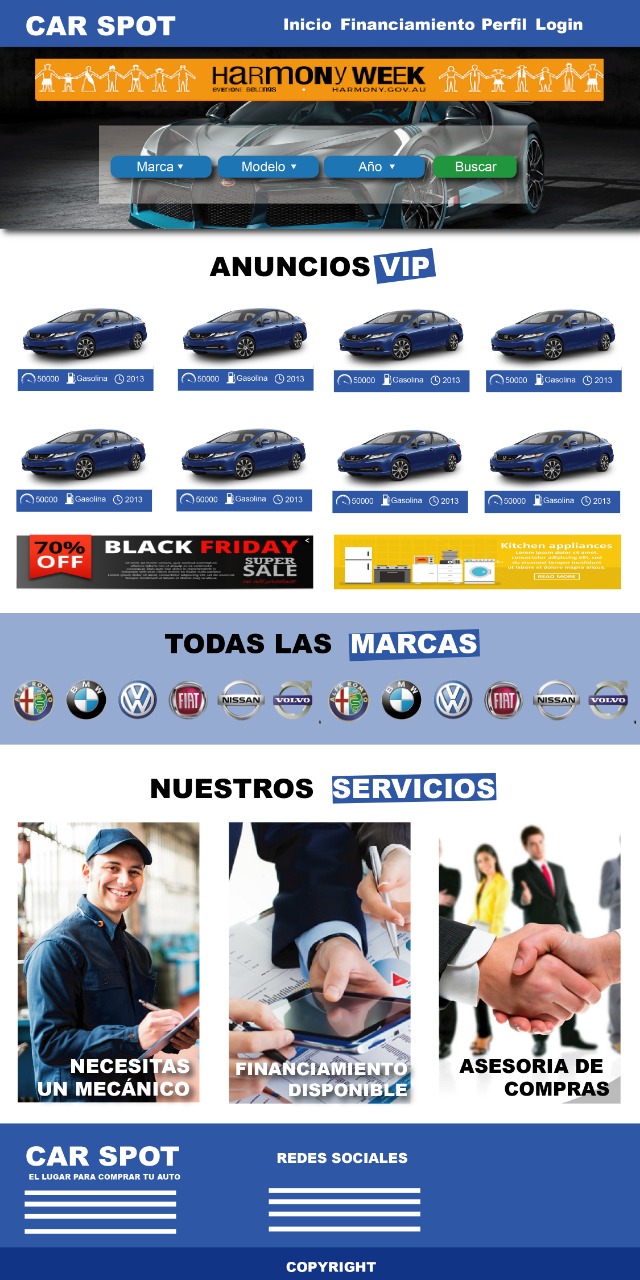 CAR SPOT
Inicio Financiamiento Perfil Login
HARMONY WEEK
EVERYONE BELONGS • HARMONY.GOV.AU
Marca ▾ Modelo ▾ Año ▾ Buscar
ANUNCIOS VIP
50000 Gasolina 2013 50000 Gasolina 2013 50000 Gasolina 2013 50000 Gasolina 2013
50000 Gasolina 2013 50000 Gasolina 2013 50000 Gasolina 2013 50000 Gasolina 2013
70% OFF
BLACK FRIDAY
SUPER
SALE
Kitchen appliances
READ MORE
TODAS LAS MARCAS
ALFA ROMEO BMW FIAT NISSAN VOLVO ALFA ROMEO BMW FIAT NISSAN VOLVO
NUESTROS SERVICIOS
NECESITAS
UN MECÁNICO
FINANCIAMIENTO
DISPONIBLE
ASESORIA DE
COMPRAS
CAR SPOT
EL LUGAR PARA COMPRAR TU AUTO
REDES SOCIALES
COPYRIGHT